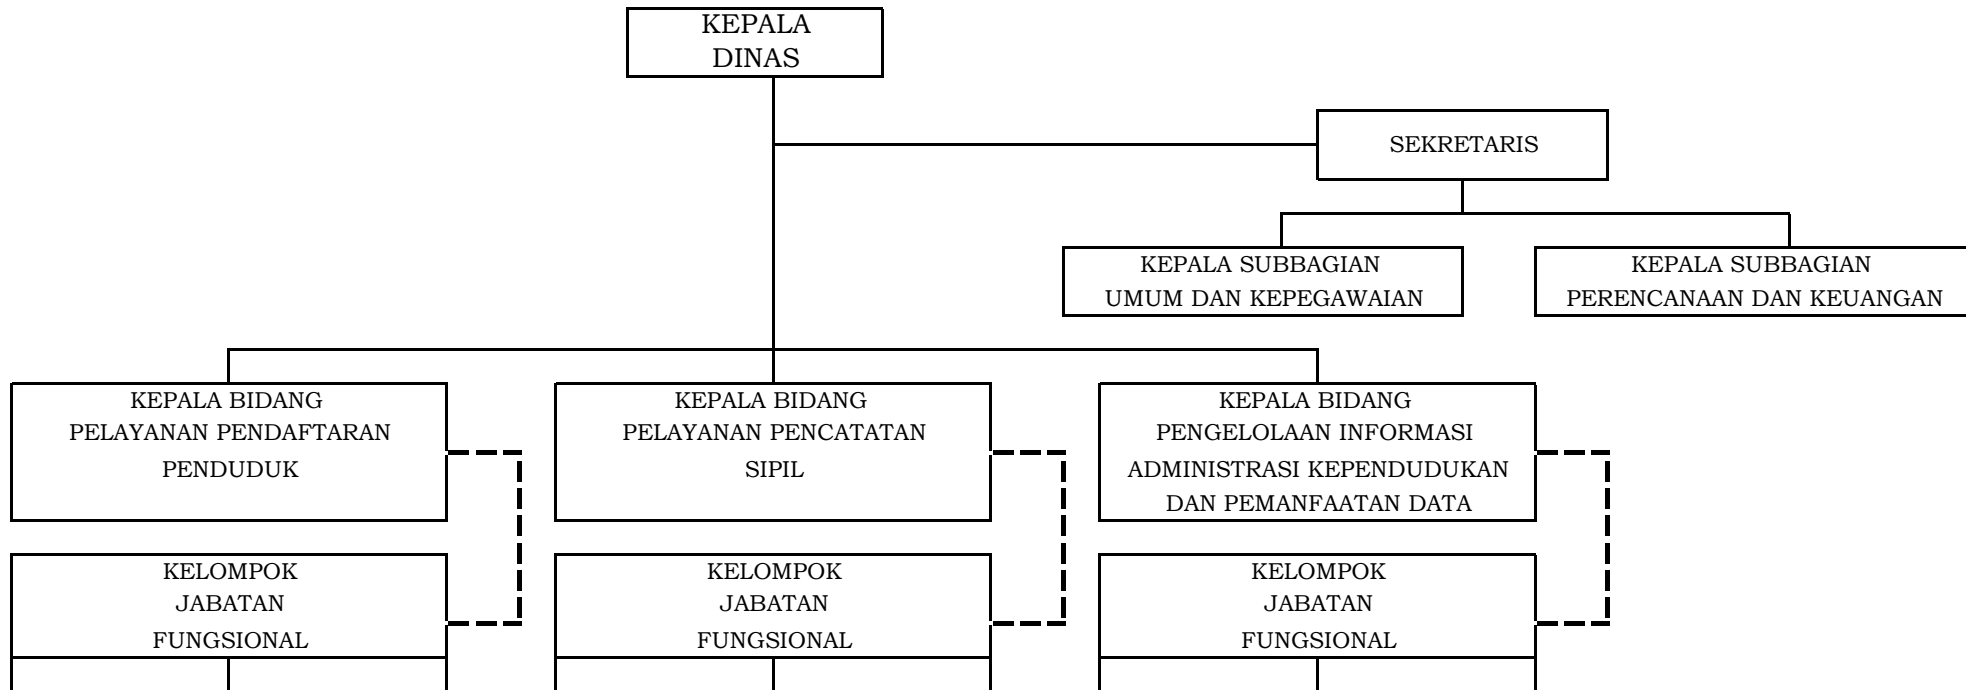 KEPALA
DINAS
SEKRETARIS
KEPALA SUBBAGIAN
UMUM DAN KEPEGAWAIAN
KEPALA SUBBAGIAN
PERENCANAAN DAN KEUANGAN
KEPALA BIDANG
PELAYANAN PENDAFTARAN
PENDUDUK
KEPALA BIDANG
PELAYANAN PENCATATAN
SIPIL
KEPALA BIDANG
PENGELOLAAN INFORMASI
ADMINISTRASI KEPENDUDUKAN
DAN PEMANFAATAN DATA
KELOMPOK
JABATAN
FUNGSIONAL
KELOMPOK
JABATAN
FUNGSIONAL
KELOMPOK
JABATAN
FUNGSIONAL